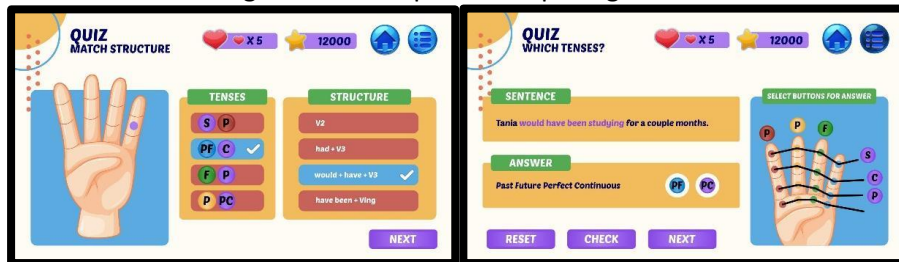 QUIZ
MATCH STRUCTURE
X 5
12000
TENSES
STRUCTURE
S P
V2
PF C
had + V3
F P
would + have + V3
P PC
have been + Ving
NEXT
QUIZ
WHICH TENSES?
X 5
12000
SENTENCE
Tania would have been studying for a couple months.
ANSWER
Past Future Perfect Continuous
PF PC
RESET
CHECK
NEXT
SELECT BUTTONS FOR ANSWER
P P F
S
C
P